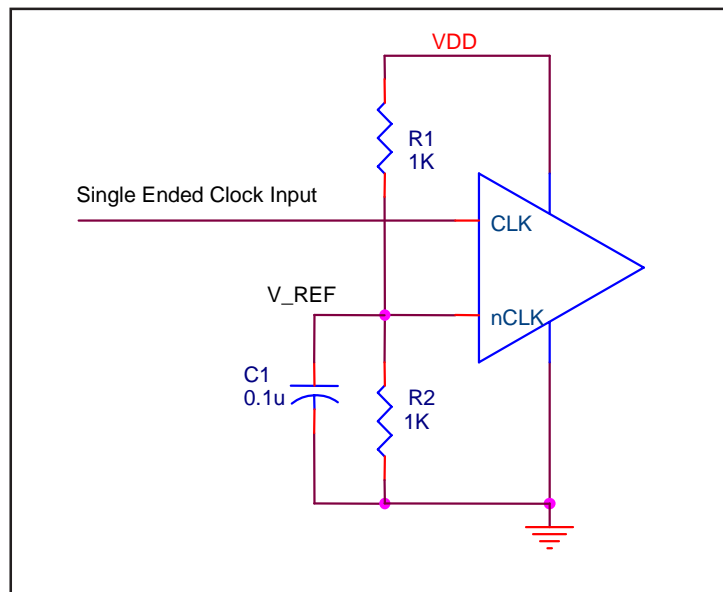 VDD
R1
1K
Single Ended Clock Input
CLK
V_REF
nCLK
C1
0.1u
R2
1K